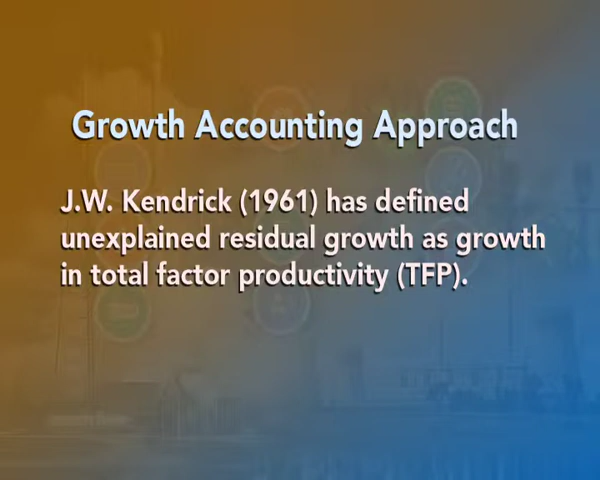 Growth Accounting Approach
J.W. Kendrick (1961) has defined
unexplained residual growth as growth
in total factor productivity (TFP).